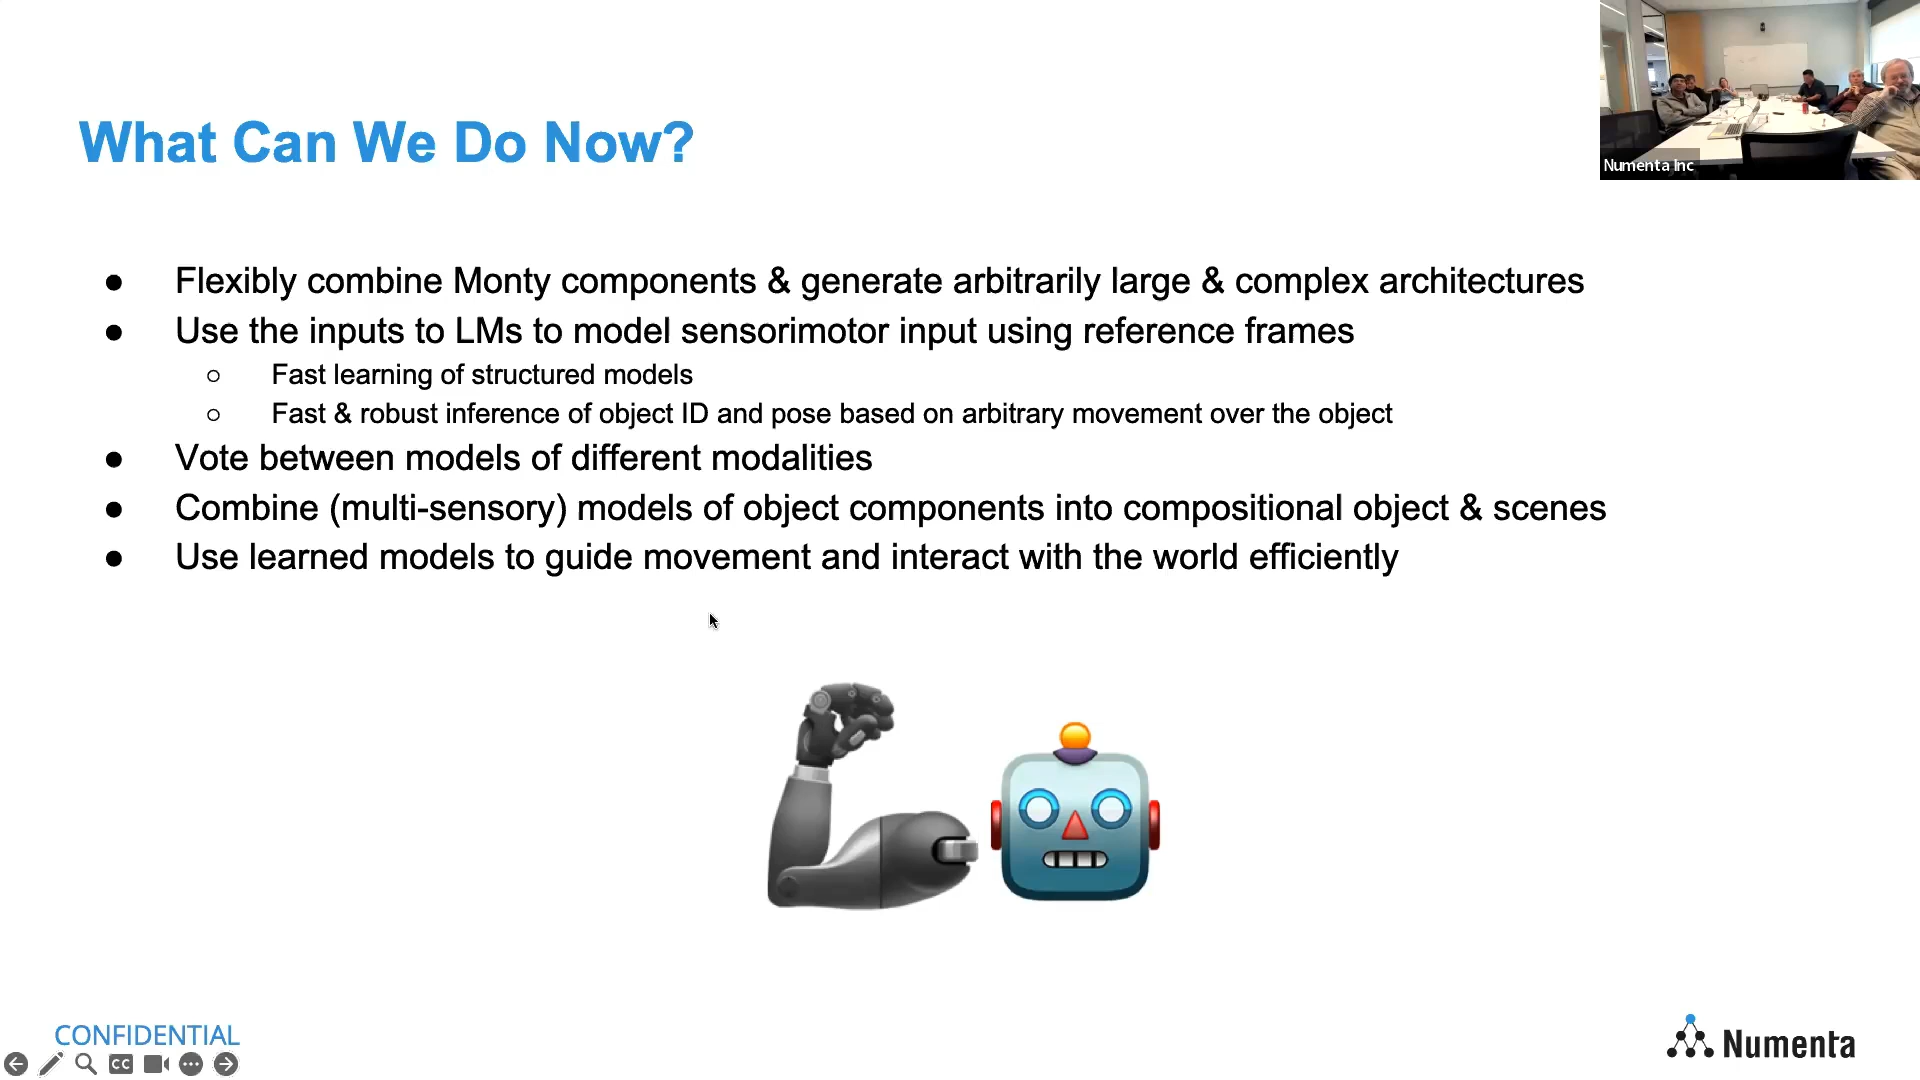 What Can We Do Now?
Numenta Inc
● Flexibly combine Monty components & generate arbitrarily large & complex architectures
● Use the inputs to LMs to model sensorimotor input using reference frames
○ Fast learning of structured models
○ Fast & robust inference of object ID and pose based on arbitrary movement over the object
● Vote between models of different modalities
● Combine (multi-sensory) models of object components into compositional object & scenes
● Use learned models to guide movement and interact with the world efficiently
CONFIDENTIAL
CC
Numenta